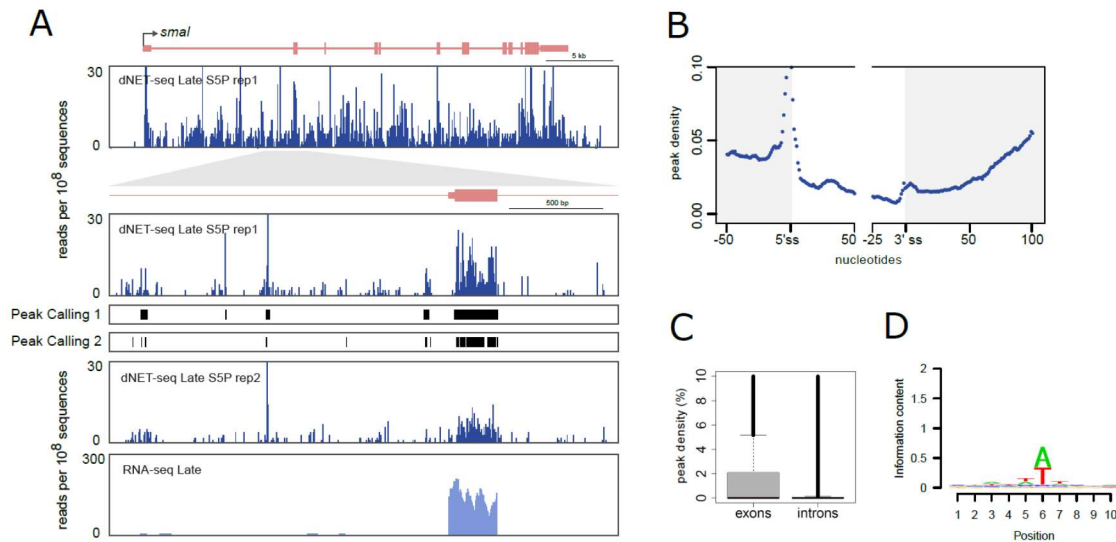 A
smal
5 kb
30
dNET-seq Late S5P rep1
0
reads per 10^8 sequences
500 bp
30
dNET-seq Late S5P rep1
0
Peak Calling 1
Peak Calling 2
30
dNET-seq Late S5P rep2
0
reads per 10^8 sequences
300
RNA-seq Late
0
B
0.10
0.05
0.00
peak density
-50 5'ss 50 -25 3' ss 50 100
nucleotides
C
10
8
6
4
2
0
peak density (%)
exons introns
D
2
1.5
1
0.5
0
Information content
A
T
1 2 3 4 5 6 7 8 9 10
Position